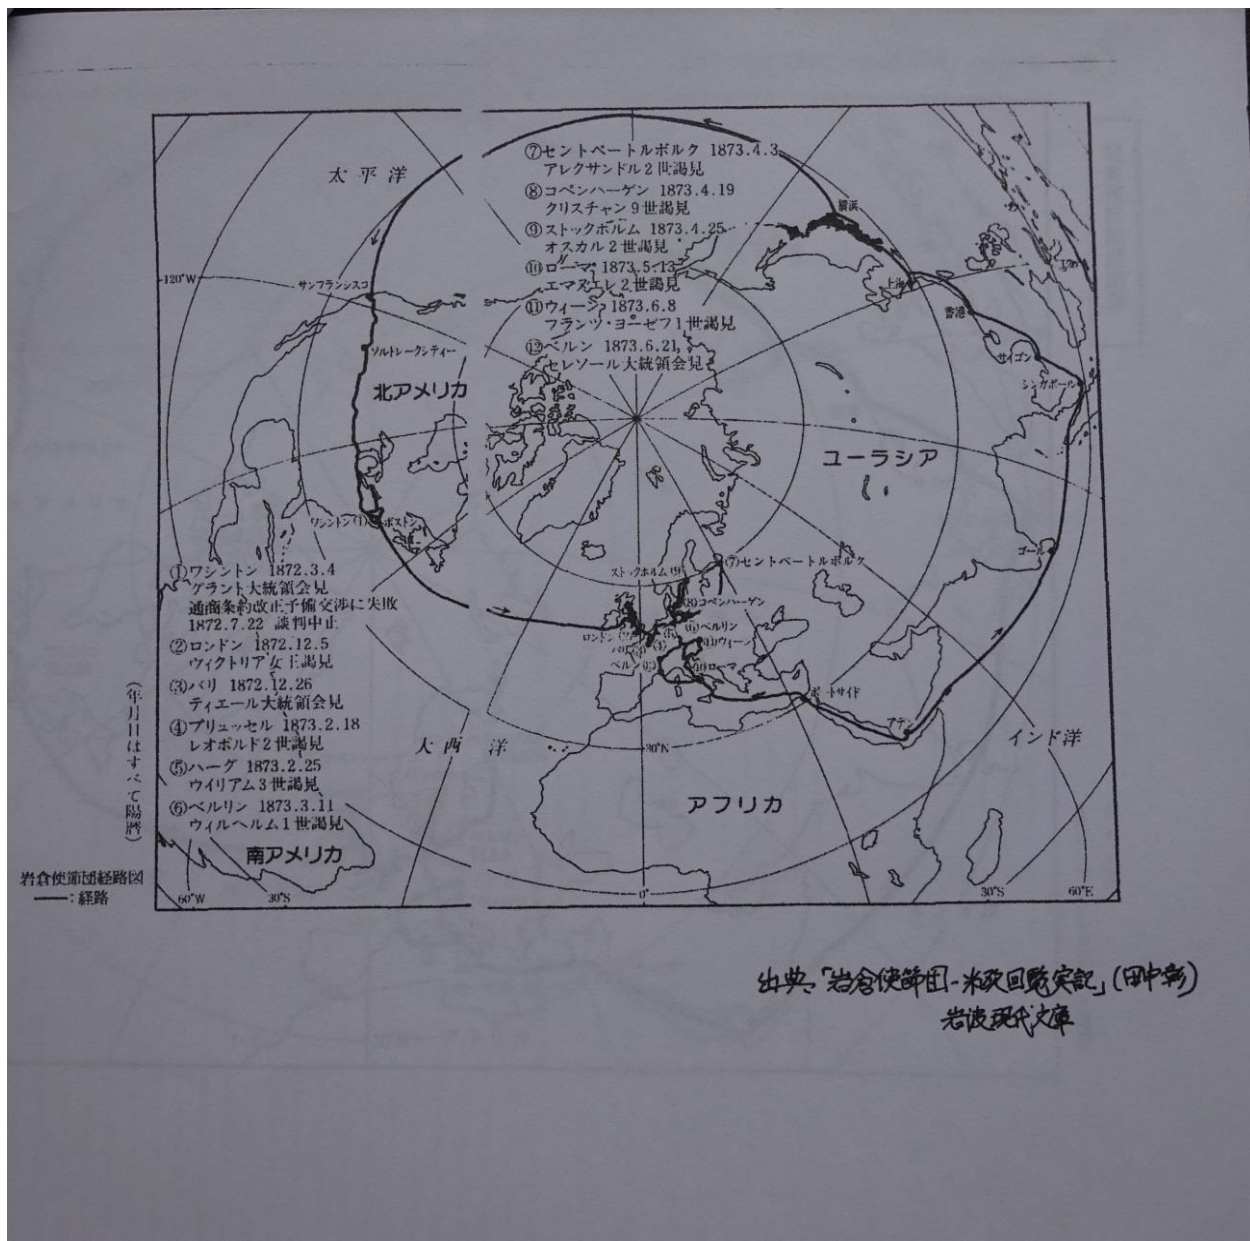 太平洋
⑦セントペートルボルク 1873.4.3
アレクサンドル2世謁見
⑧コペンハーゲン 1873.4.19
クリスチャン9世謁見
⑨ストックホルム 1873.4.25
オスカル2世謁見
⑩ローマ 1873.5.13
エマヌエレ2世謁見
⑪ウィーン 1873.6.8
フランツ・ヨーゼフ1世謁見
⑫ベルン 1873.6.21
セレソール大統領会見
横浜
上海
香港
サイゴン
シンガポール
120°W
サンフランシスコ
ソルトレークシティー
北アメリカ
ユーラシア
ワシントン(1)
ボストン
ゴール
ストックホルム(9)
(7)セントペートルボルク
(8)コペンハーゲン
(6)ベルリン
(11)ウィーン
(10)ローマ
ロンドン
ベルン
ポートサイド
アデン
①ワシントン 1872.3.4
グラント大統領会見
通商条約改正予備交渉に失敗
1872.7.22 談判中止
②ロンドン 1872.12.5
ヴィクトリア女王謁見
③パリ 1872.12.26
ティエール大統領会見
④ブリュッセル 1873.2.18
レオポルド2世謁見
⑤ハーグ 1873.2.25
ウイリアム3世謁見
⑥ベルリン 1873.3.11
ウィルヘルム1世謁見
(年月日はすべて陽暦)
大西洋
30°N
インド洋
アフリカ
南アメリカ
岩倉使節団経路図
——:経路
60°W
30°S
0°
30°S
60°E
出典、「岩倉使節団-米欧回覧実記」(田中彰)
岩波現代文庫